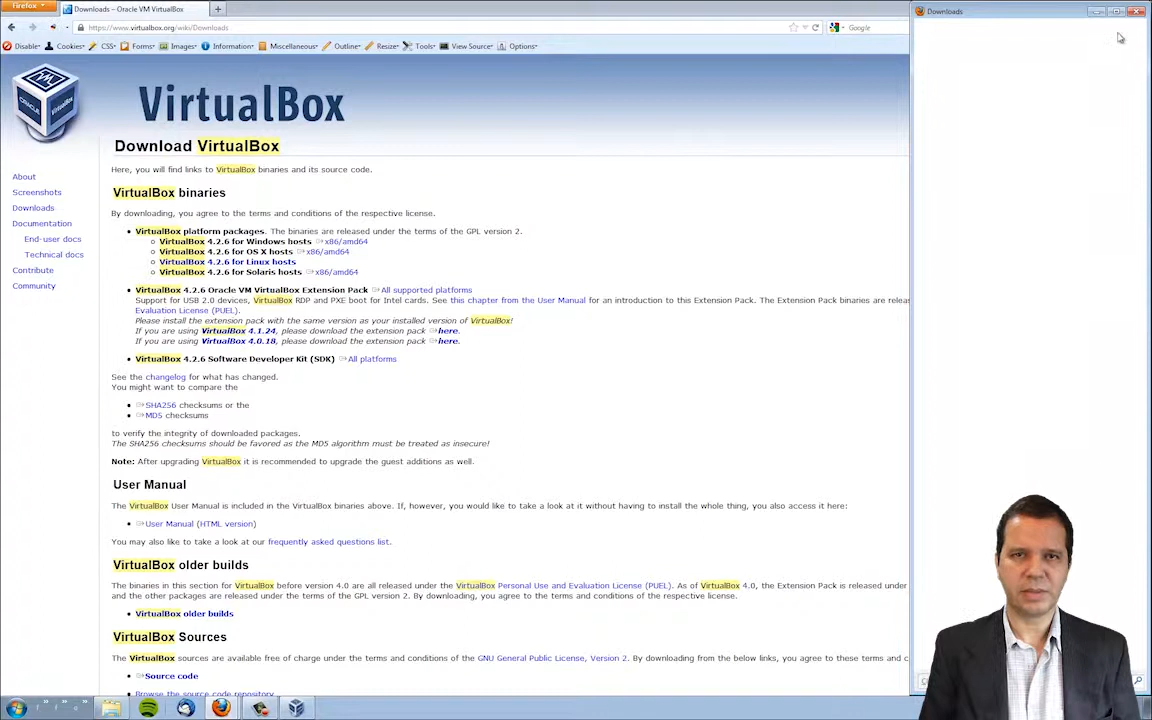 Firefox
Downloads – Oracle VM VirtualBox
Downloads
https://www.virtualbox.org/wiki/Downloads
Google
Disable Cookies CSS Forms Images Information Miscellaneous Outline Resize Tools View Source Options
ORACLE
VirtualBox
VirtualBox
Download VirtualBox
Here, you will find links to VirtualBox binaries and its source code.
About
Screenshots
Downloads
Documentation
End-user docs
Technical docs
Contribute
Community
VirtualBox binaries
By downloading, you agree to the terms and conditions of the respective license.
VirtualBox platform packages. The binaries are released under the terms of the GPL version 2.
VirtualBox 4.2.6 for Windows hosts x86/amd64
VirtualBox 4.2.6 for OS X hosts x86/amd64
VirtualBox 4.2.6 for Linux hosts
VirtualBox 4.2.6 for Solaris hosts x86/amd64
VirtualBox 4.2.6 Oracle VM VirtualBox Extension Pack All supported platforms
Support for USB 2.0 devices, VirtualBox RDP and PXE boot for Intel cards. See this chapter from the User Manual for an introduction to this Extension Pack. The Extension Pack binaries are relea
Evaluation License (PUEL).
Please install the extension pack with the same version as your installed version of VirtualBox!
If you are using VirtualBox 4.1.24, please download the extension pack here.
If you are using VirtualBox 4.0.18, please download the extension pack here.
VirtualBox 4.2.6 Software Developer Kit (SDK) All platforms
See the changelog for what has changed.
You might want to compare the
SHA256 checksums or the
MD5 checksums
to verify the integrity of downloaded packages.
The SHA256 checksums should be favored as the MD5 algorithm must be treated as insecure!
Note: After upgrading VirtualBox it is recommended to upgrade the guest additions as well.
User Manual
The VirtualBox User Manual is included in the VirtualBox binaries above. If, however, you would like to take a look at it without having to install the whole thing, you also access it here:
User Manual (HTML version)
You may also like to take a look at our frequently asked questions list.
VirtualBox older builds
The binaries in this section for VirtualBox before version 4.0 are all released under the VirtualBox Personal Use and Evaluation License (PUEL). As of VirtualBox 4.0, the Extension Pack is released under
and the other packages are released under the terms of the GPL version 2. By downloading, you agree to the terms and conditions of the respective license.
VirtualBox older builds
VirtualBox Sources
The VirtualBox sources are available free of charge under the terms and conditions of the GNU General Public License, Version 2. By downloading from the below links, you agree to these terms and c
Source code
Browse the source code repository